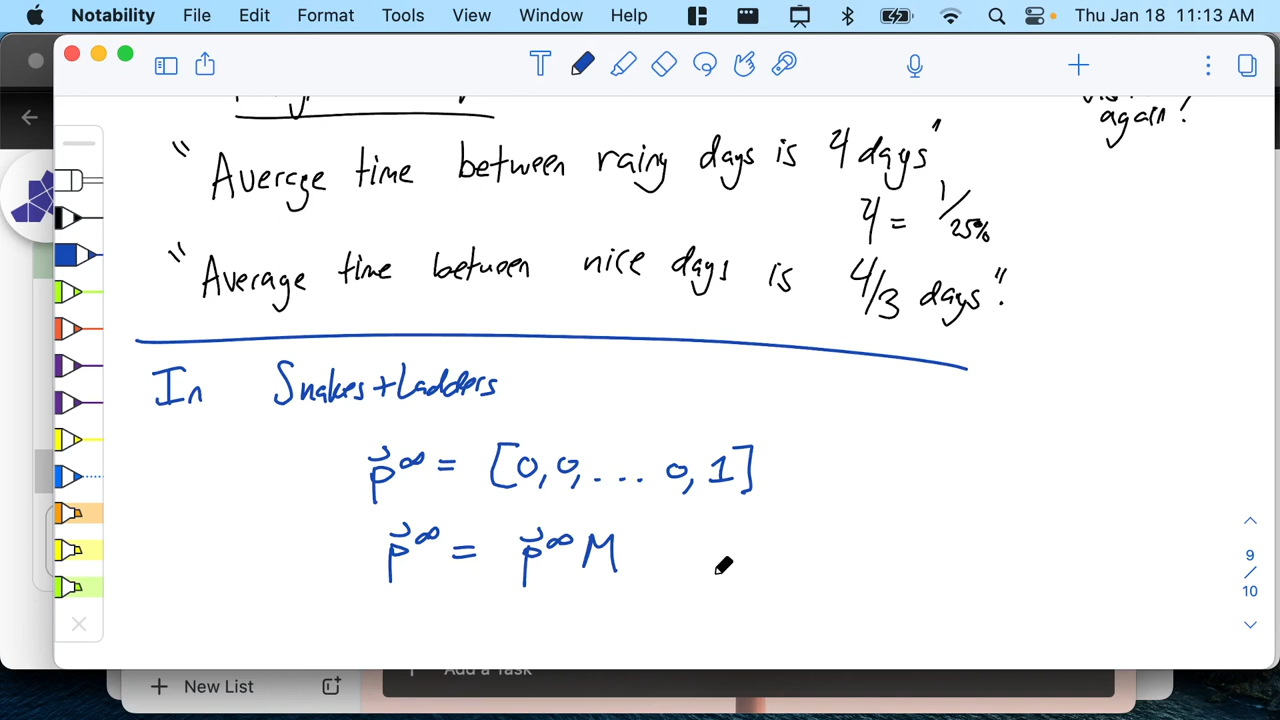 Notability File Edit Format Tools View Window Help Thu Jan 18 11:13 AM
again?
"Average time between rainy days is 4 days"
4 = 1/25%
"Average time between nice days is 4/3 days".
In Snakes+Ladders
p⃗^∞ = [0,0,... 0,1]
p⃗^∞ = p⃗^∞ M
9
/
10
Add a Task
+ New List